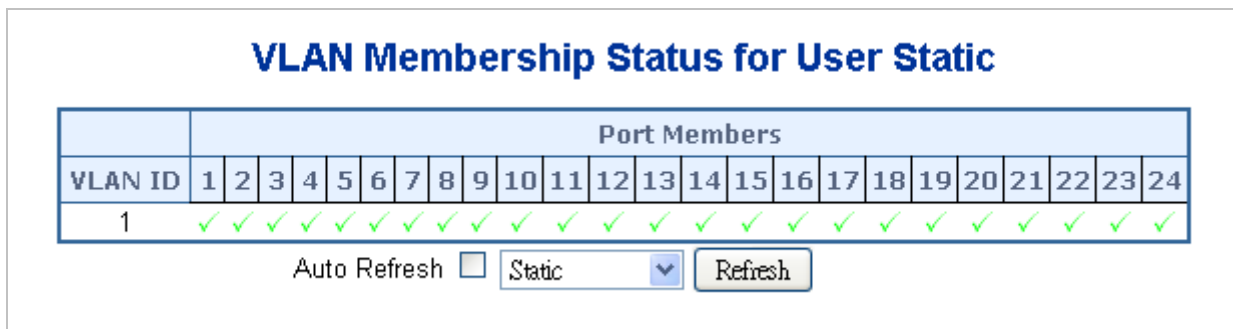 VLAN Membership Status for User Static
Port Members
VLAN ID 1 2 3 4 5 6 7 8 9 10 11 12 13 14 15 16 17 18 19 20 21 22 23 24
1 ✓ ✓ ✓ ✓ ✓ ✓ ✓ ✓ ✓ ✓ ✓ ✓ ✓ ✓ ✓ ✓ ✓ ✓ ✓ ✓ ✓ ✓ ✓ ✓
Auto Refresh Static Refresh